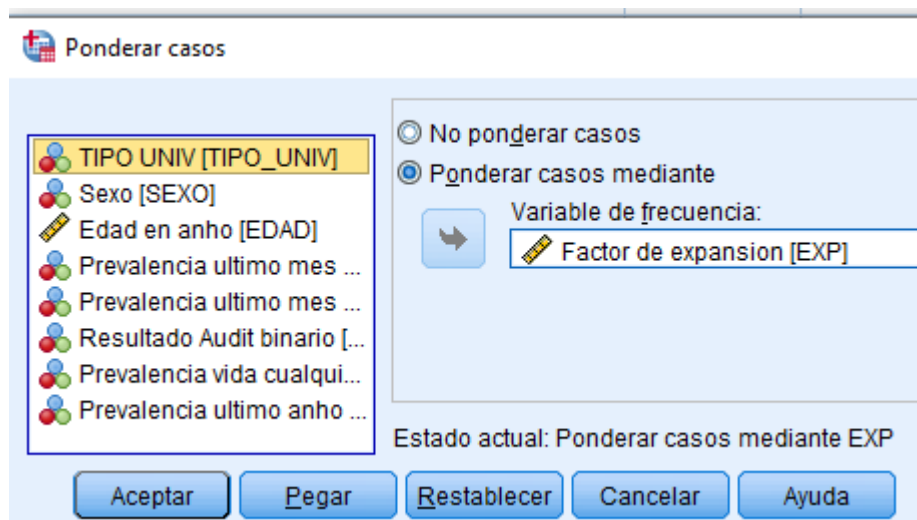 Ponderar casos
TIPO UNIV [TIPO_UNIV]
Sexo [SEXO]
Edad en anho [EDAD]
Prevalencia ultimo mes ...
Prevalencia ultimo mes ...
Resultado Audit binario [...
Prevalencia vida cualqui...
Prevalencia ultimo anho ...
No ponderar casos
Ponderar casos mediante
Variable de frecuencia:
Factor de expansion [EXP]
Estado actual: Ponderar casos mediante EXP
Aceptar Pegar Restablecer Cancelar Ayuda